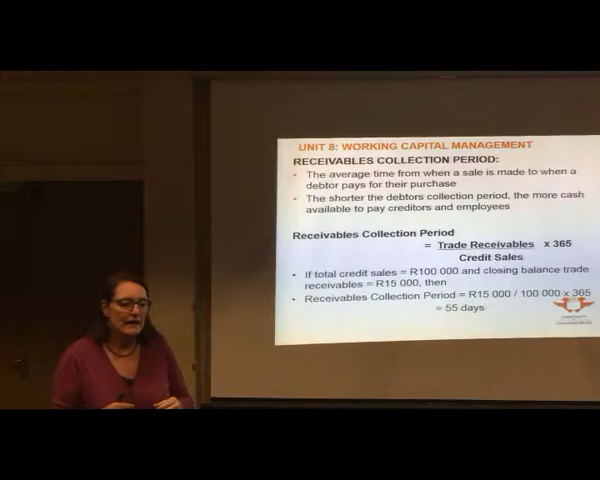 UNIT 8: WORKING CAPITAL MANAGEMENT
RECEIVABLES COLLECTION PERIOD:
• The average time from when a sale is made to when a
debtor pays for their purchase
• The shorter the debtors collection period, the more cash
available to pay creditors and employees
Receivables Collection Period
= Trade Receivables x 365
Credit Sales
• If total credit sales = R100 000 and closing balance trade
receivables = R15 000, then
• Receivables Collection Period = R15 000 / 100 000 x 365
= 55 days
UNIVERSITY
JOHANNESBURG